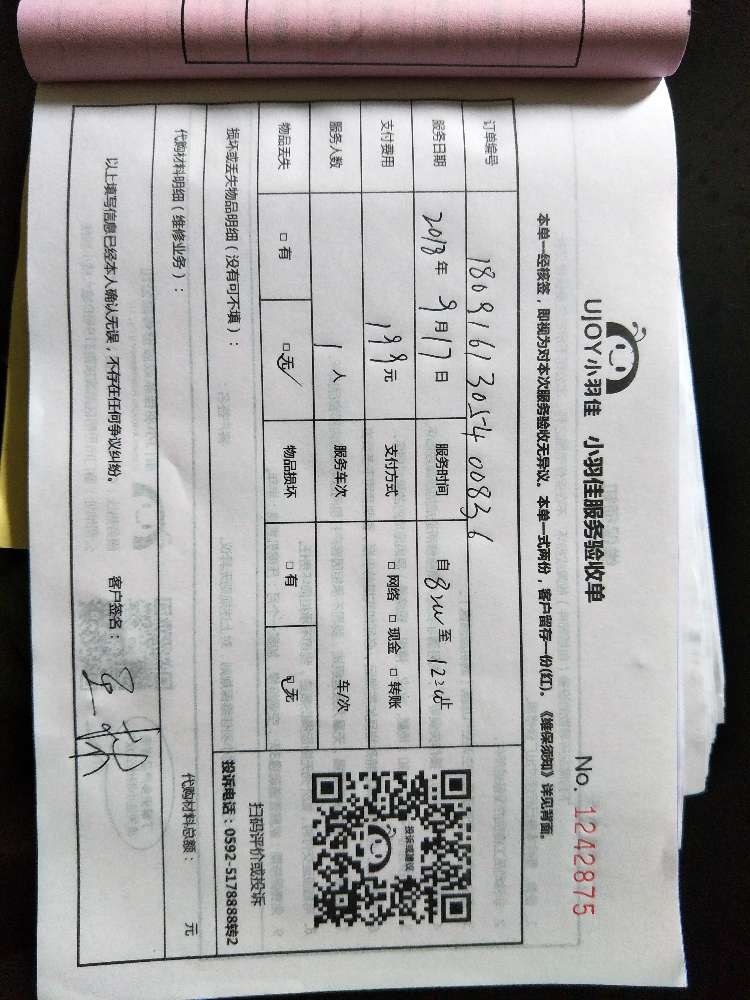 UJOY小羽佳 小羽佳服务验收单
No. 1242875
本单一经核签，即视为对本次服务验收无异议。本单一式两份，客户留存一份(红)。《维保须知》详见背面。
订单编号 180916130540083 6
服务日期 2018年 9月17日 服务时间 自 8:00 至 12:00
支付费用 199元 支付方式 □网络 □现金 □转账
服务人数 1人 服务车次 车/次
物品丢失 □有 □无✓ 物品损坏 □有 □无
损坏或丢失物品明细（没有可不填）：
投诉或建议
扫码评价或投诉
投诉电话：0592-5178888转2
代购材料明细（维修业务）： 代购材料总额： 元
以上填写信息已经本人确认无误，不存在任何争议纠纷。 客户签名：